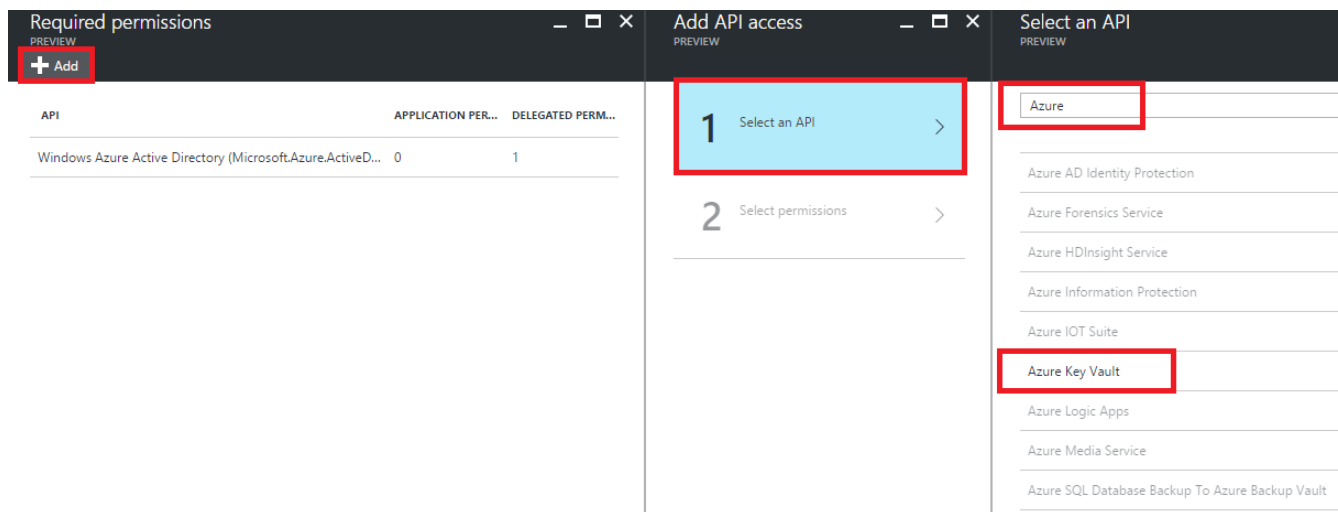 Required permissions
PREVIEW
Add
API APPLICATION PER... DELEGATED PERM...
Windows Azure Active Directory (Microsoft.Azure.ActiveD... 0 1
Add API access
PREVIEW
1 Select an API
2 Select permissions
Select an API
PREVIEW
Azure
Azure AD Identity Protection
Azure Forensics Service
Azure HDInsight Service
Azure Information Protection
Azure IOT Suite
Azure Key Vault
Azure Logic Apps
Azure Media Service
Azure SQL Database Backup To Azure Backup Vault